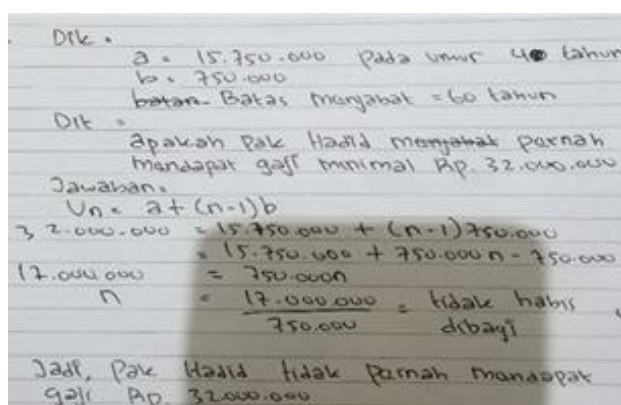 Dik :
a = 15.750.000 pada umur 40 tahun
b = 750.000
batan Batas menjabat = 60 tahun
Dit :
apakah Pak Hadid menjabat pernah
mendapat gaji minimal Rp. 32.000.000
Jawaban :
Un = a + (n-1)b
32.000.000 = 15.750.000 + (n-1)750.000
= 15.750.000 + 750.000n - 750.000
17.000.000 = 750.000n
n = 17.000.000 / 750.000 = tidak habis dibagi
Jadi, Pak Hadid tidak pernah mendapat
gaji Rp. 32.000.000